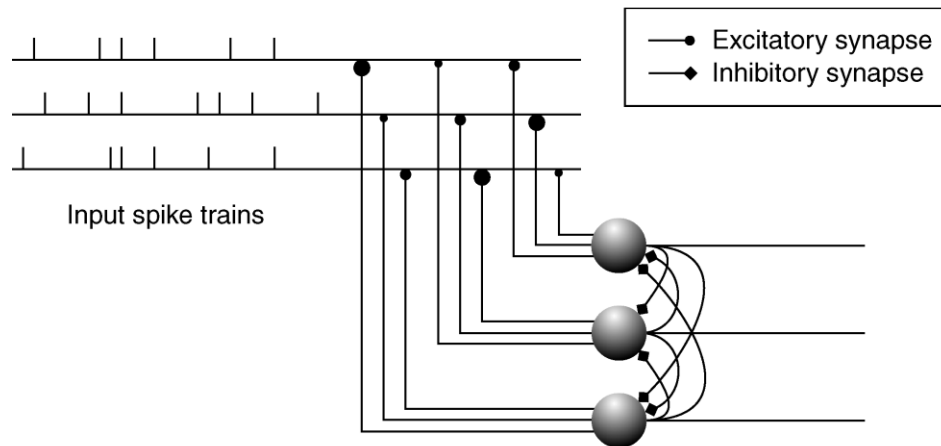 Excitatory synapse
Inhibitory synapse
Input spike trains